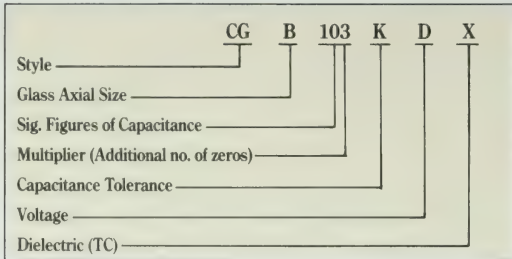 CG B 103 K D X
Style
Glass Axial Size
Sig. Figures of Capacitance
Multiplier (Additional no. of zeros)
Capacitance Tolerance
Voltage
Dielectric (TC)